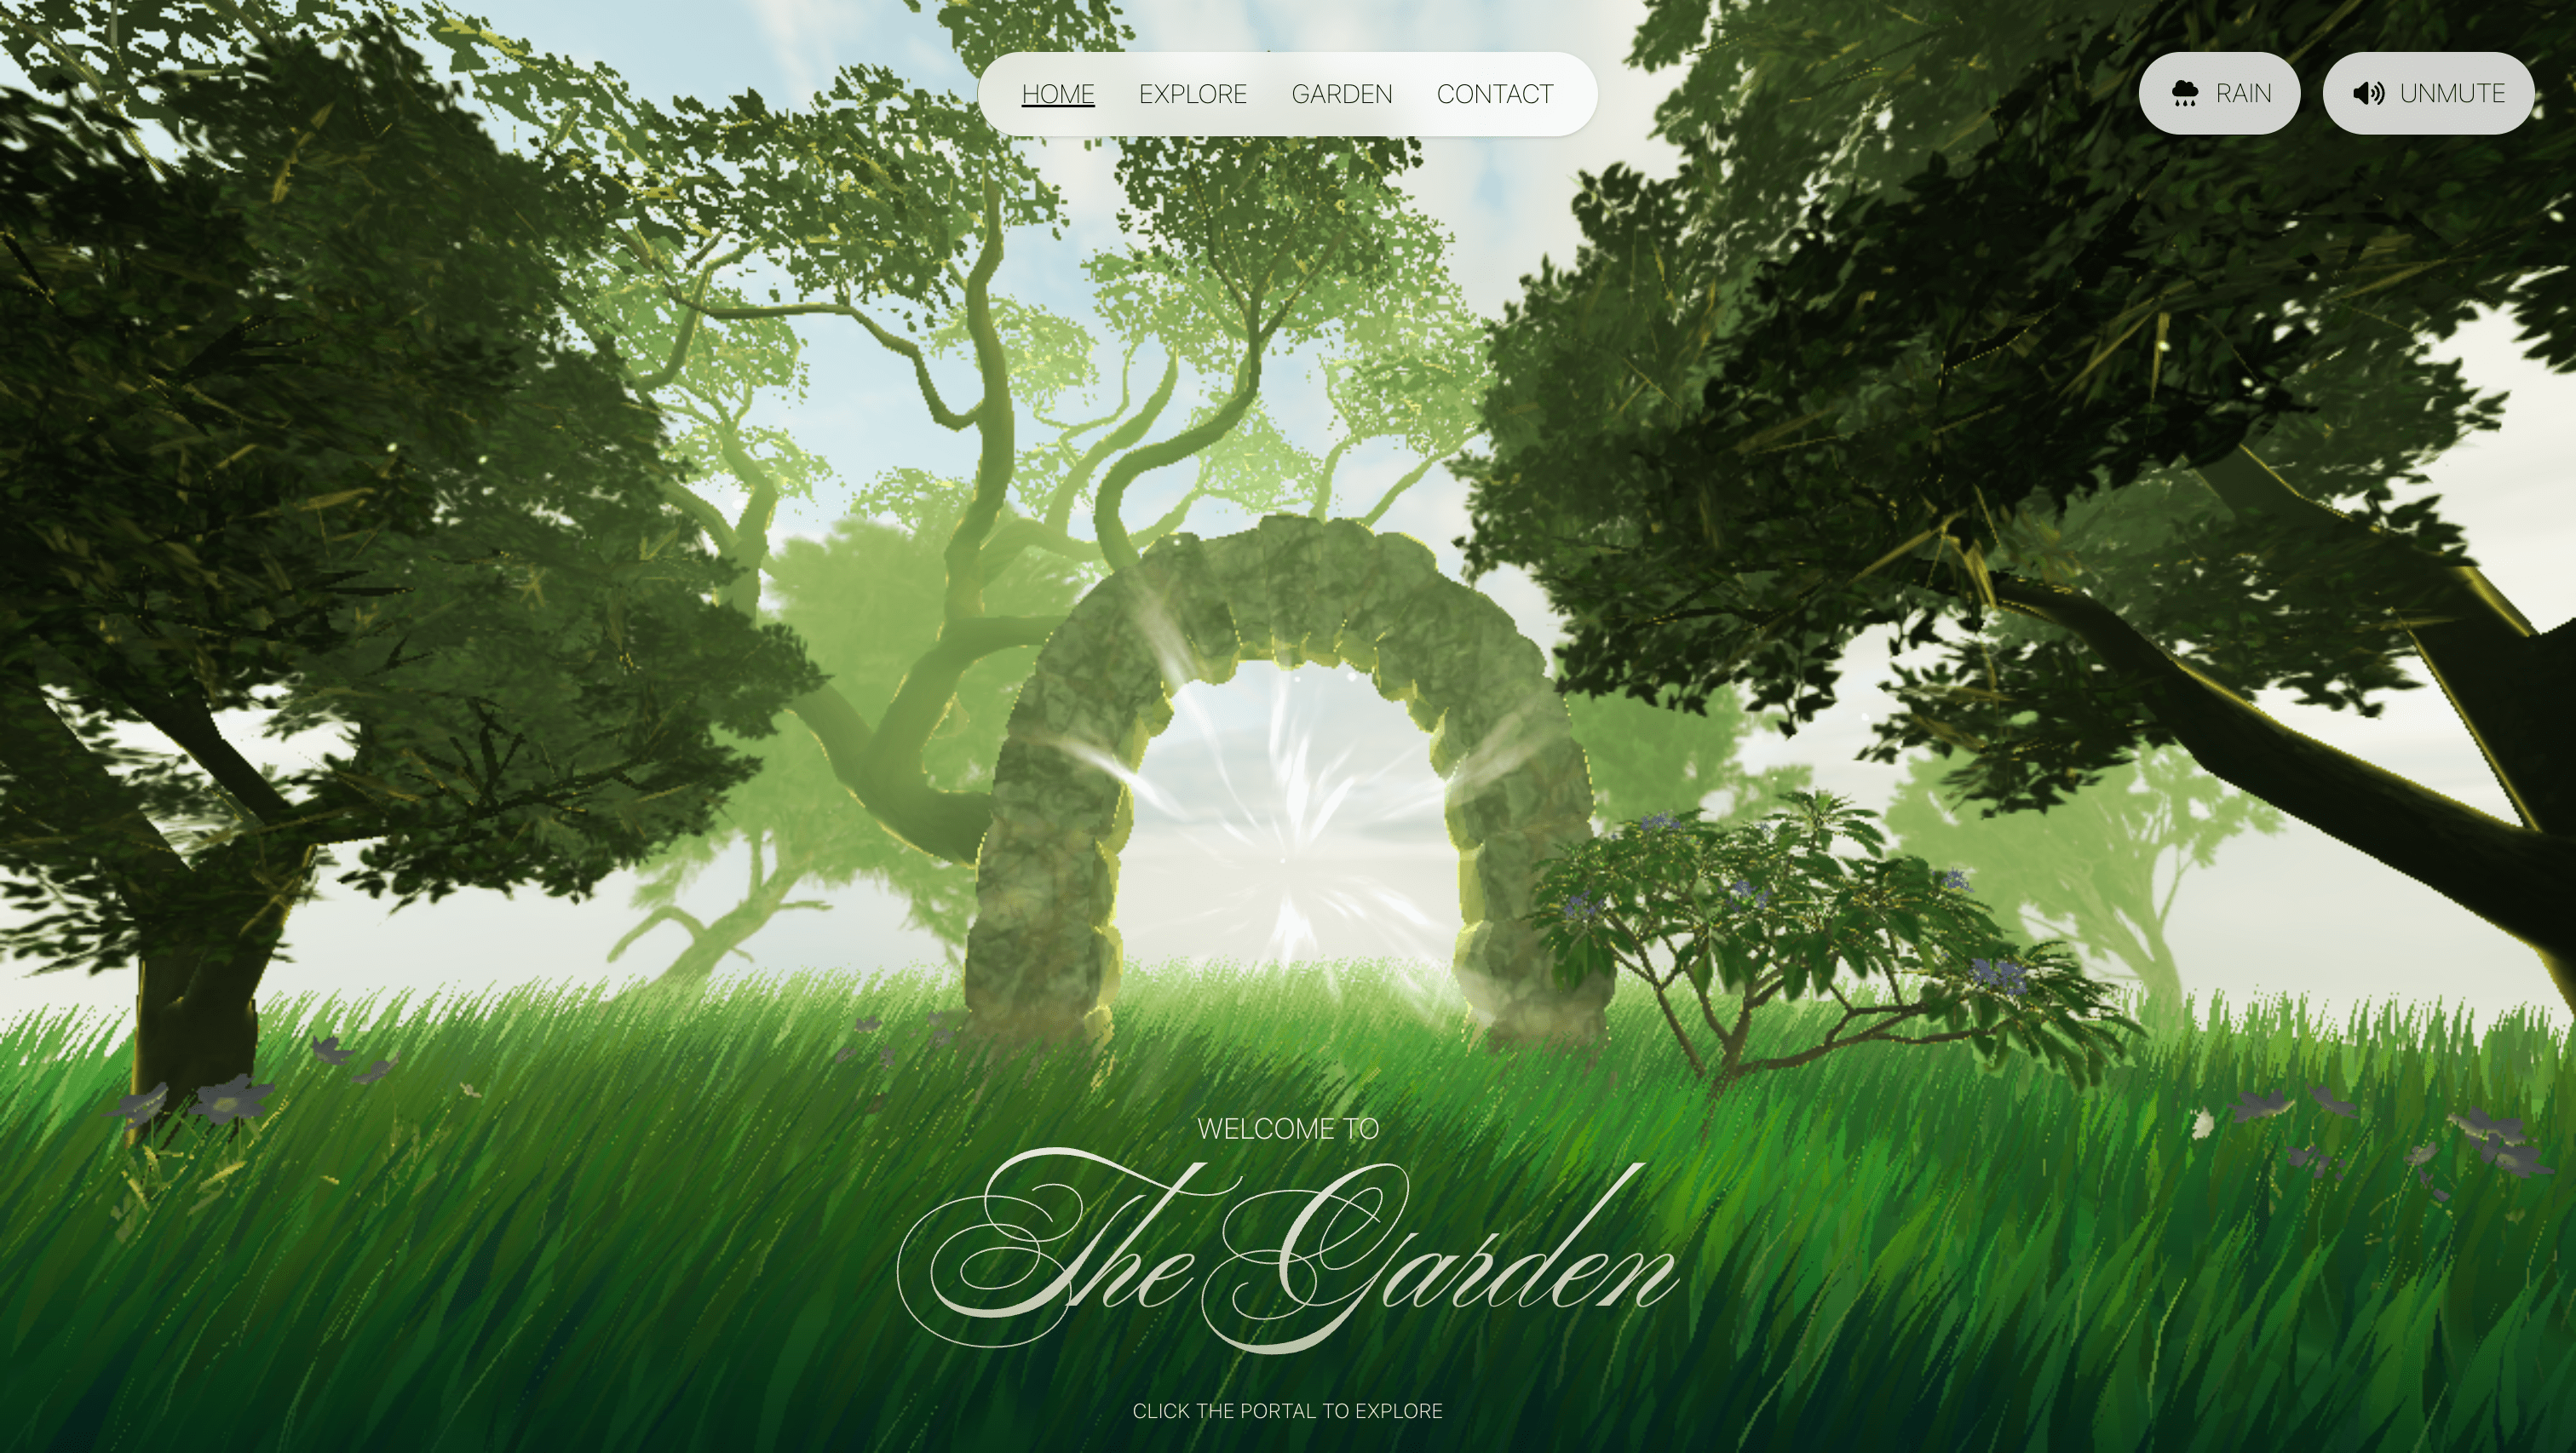 HOME EXPLORE GARDEN CONTACT
RAIN
UNMUTE
WELCOME TO
The Garden
CLICK THE PORTAL TO EXPLORE